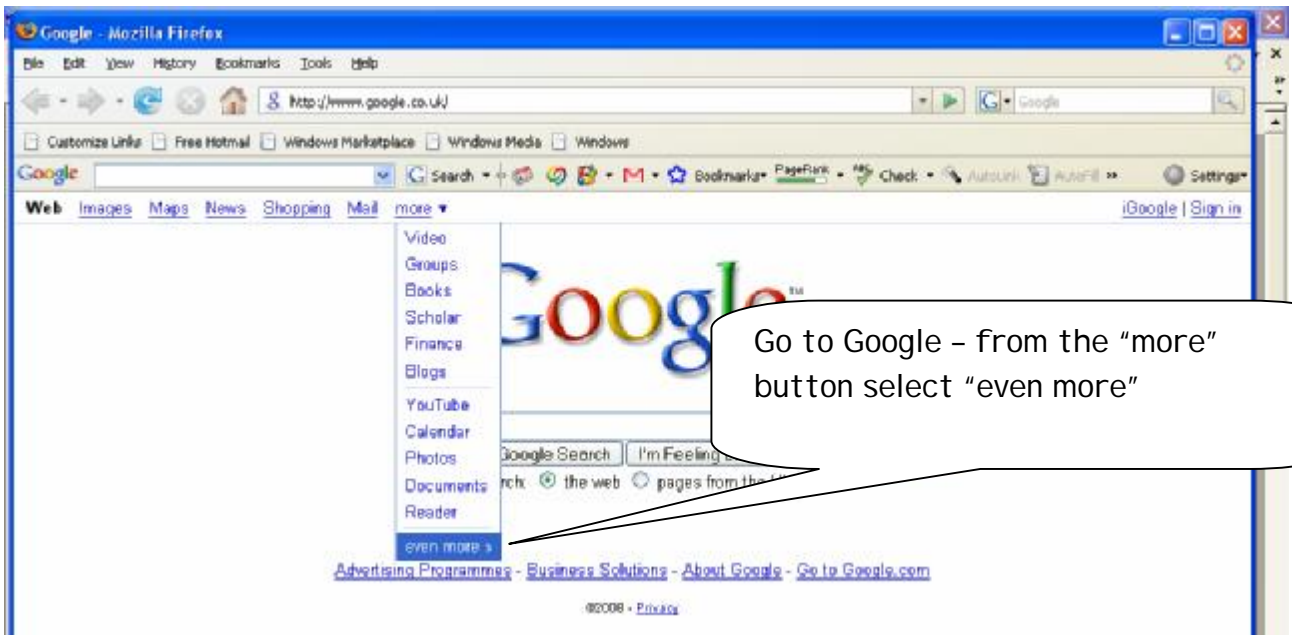 Google - Mozilla Firefox
File Edit View History Bookmarks Tools Help
http://www.google.co.uk/ Google
Customize Links Free Hotmail Windows Marketplace Windows Media Windows
Google Search Bookmarks PageRank Check AutoLink AutoFill Settings
Web Images Maps News Shopping Mail more ▼ iGoogle | Sign in
Video
Groups
Books
Scholar
Finance
Blogs
YouTube
Calendar
Photos
Documents
Reader
even more »
Google™
Go to Google – from the “more”
button select “even more”
Google Search I'm Feeling
the web pages from the
Advertising Programmes - Business Solutions - About Google - Go to Google.com
©2008 - Privacy